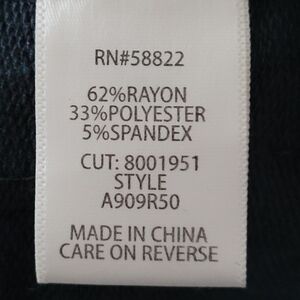 RN#58822
62%RAYON
33%POLYESTER
5%SPANDEX
CUT: 8001951
STYLE
A909R50
MADE IN CHINA
CARE ON REVERSE